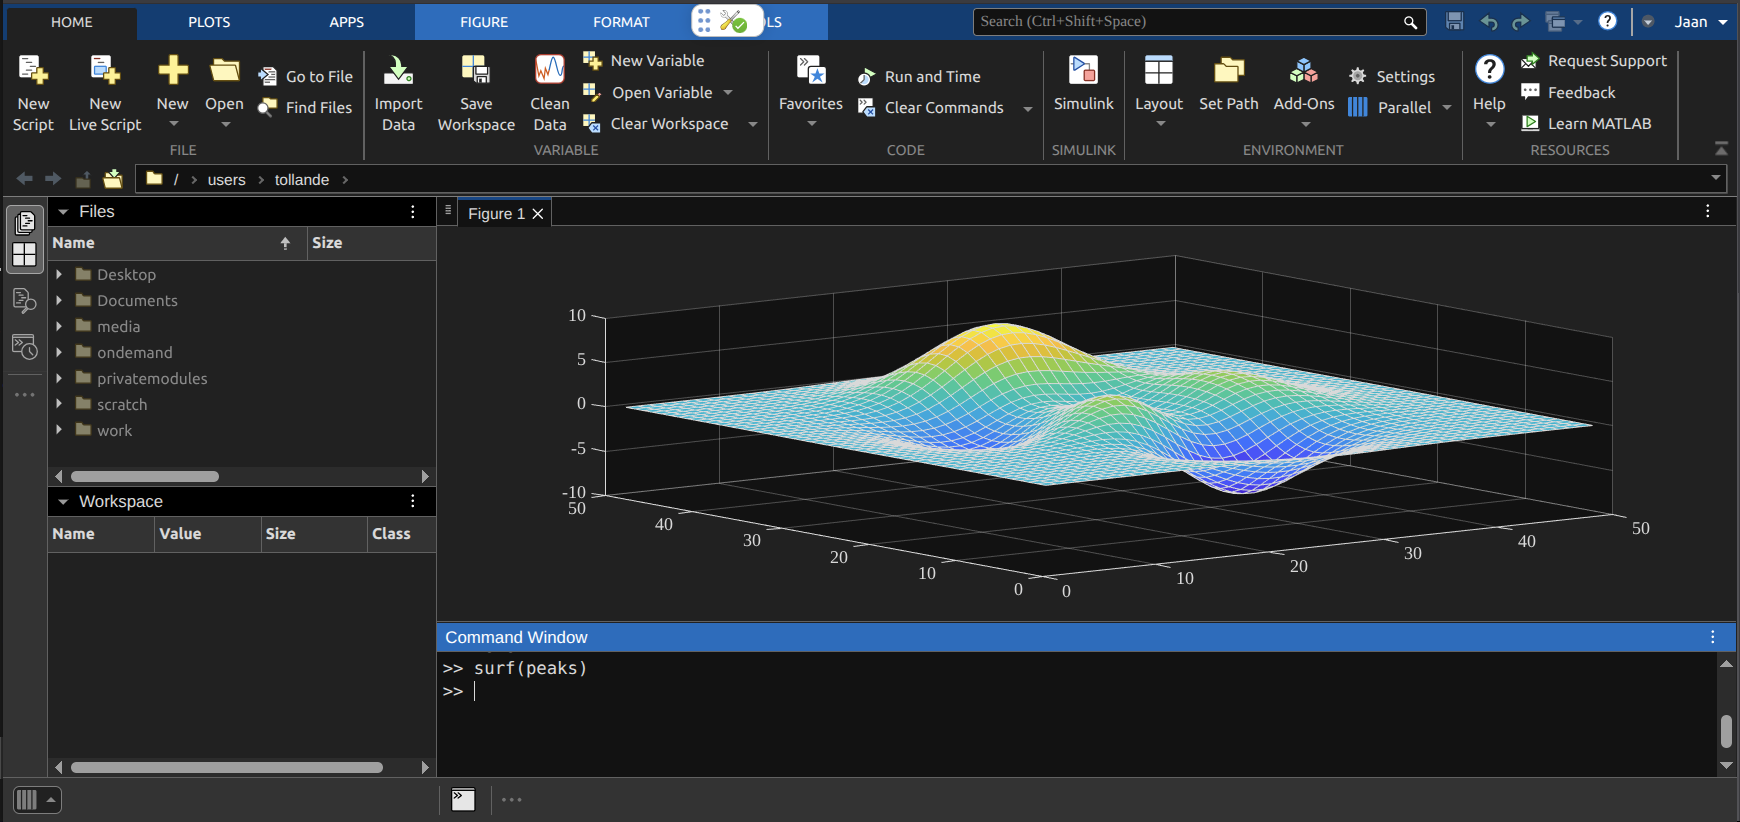 HOME PLOTS APPS FIGURE FORMAT OLS Search (Ctrl+Shift+Space) Jaan
New Script
New Live Script
New
Open
Go to File
Find Files
FILE
Import Data
Save Workspace
Clean Data
New Variable
Open Variable
Clear Workspace
VARIABLE
Favorites
Run and Time
Clear Commands
CODE
Simulink
SIMULINK
Layout
Set Path
Add-Ons
Settings
Parallel
ENVIRONMENT
Help
Request Support
Feedback
Learn MATLAB
RESOURCES
/ › users › tollande ›
Files
Name Size
Desktop
Documents
media
ondemand
privatemodules
scratch
work
Workspace
Name Value Size Class
Figure 1
10
5
0
-5
-10
50
40
30
20
10
0
0
10
20
30
40
50
Command Window
>> surf(peaks)
>>